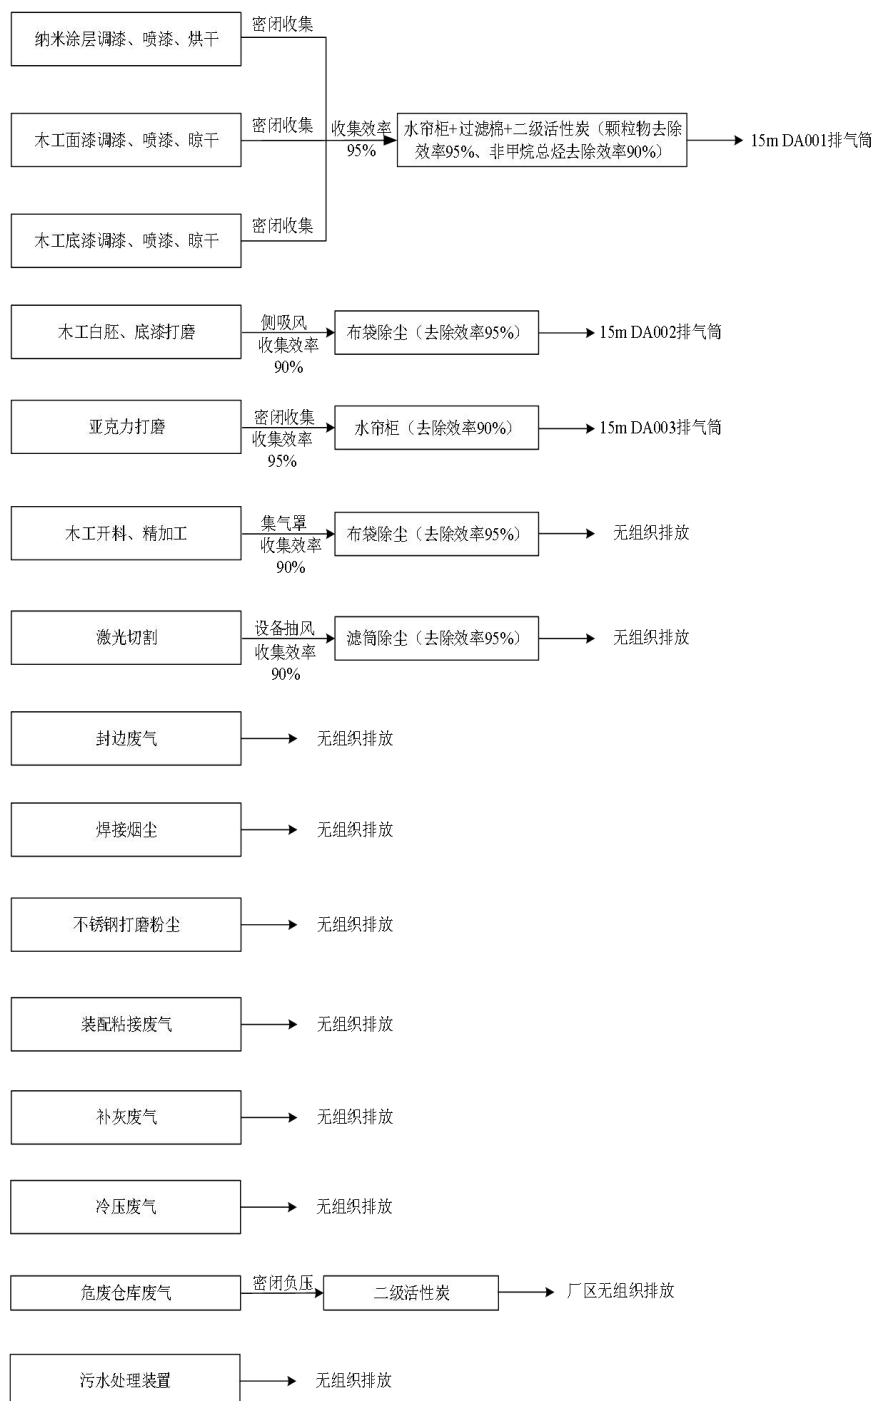 纳米涂层调漆、喷漆、烘干
密闭收集
木工面漆调漆、喷漆、晾干
密闭收集
收集效率
95%
水帘柜+过滤棉+二级活性炭（颗粒物去除
效率95%、非甲烷总烃去除效率90%）
15m DA001排气筒
木工底漆调漆、喷漆、晾干
密闭收集
木工白胚、底漆打磨
侧吸风
收集效率
90%
布袋除尘（去除效率95%）
15m DA002排气筒
亚克力打磨
密闭收集
收集效率
95%
水帘柜（去除效率90%）
15m DA003排气筒
木工开料、精加工
集气罩
收集效率
90%
布袋除尘（去除效率95%）
无组织排放
激光切割
设备抽风
收集效率
90%
滤筒除尘（去除效率95%）
无组织排放
封边废气
无组织排放
焊接烟尘
无组织排放
不锈钢打磨粉尘
无组织排放
装配粘接废气
无组织排放
补灰废气
无组织排放
冷压废气
无组织排放
危废仓库废气
密闭负压
二级活性炭
厂区无组织排放
污水处理装置
无组织排放